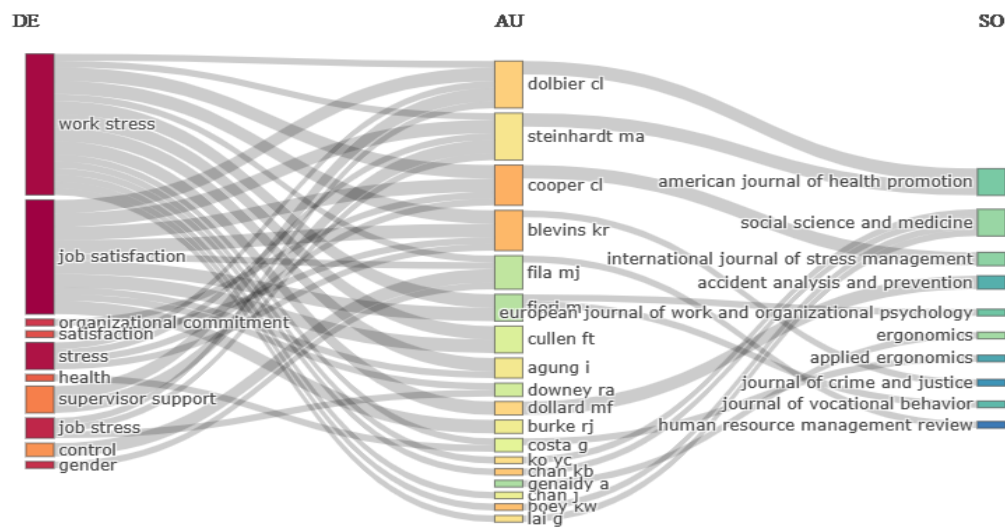 DE
AU
SO
work stress
job satisfaction
organizational commitment
satisfaction
stress
health
supervisor support
job stress
control
gender
dolbier cl
steinhardt ma
cooper cl
blevins kr
fila mj
fiori m
cullen ft
agung i
downey ra
dollard mf
burke rj
costa g
ko yc
chan kb
genaidy a
chan j
boey kw
lai g
american journal of health promotion
social science and medicine
international journal of stress management
accident analysis and prevention
european journal of work and organizational psychology
ergonomics
applied ergonomics
journal of crime and justice
journal of vocational behavior
human resource management review